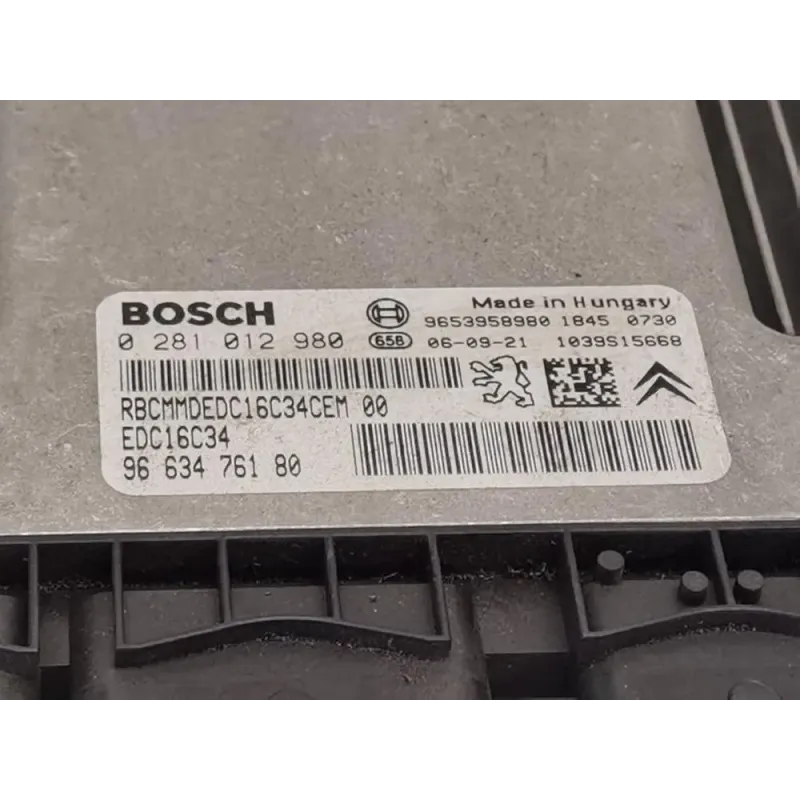 BOSCH
Made in Hungary
0 281 012 980
9653958980 1845 0730
658 06-09-21 1039S15668
RBCMMDEDC16C34CEM 00
EDC16C34
96 634 761 80